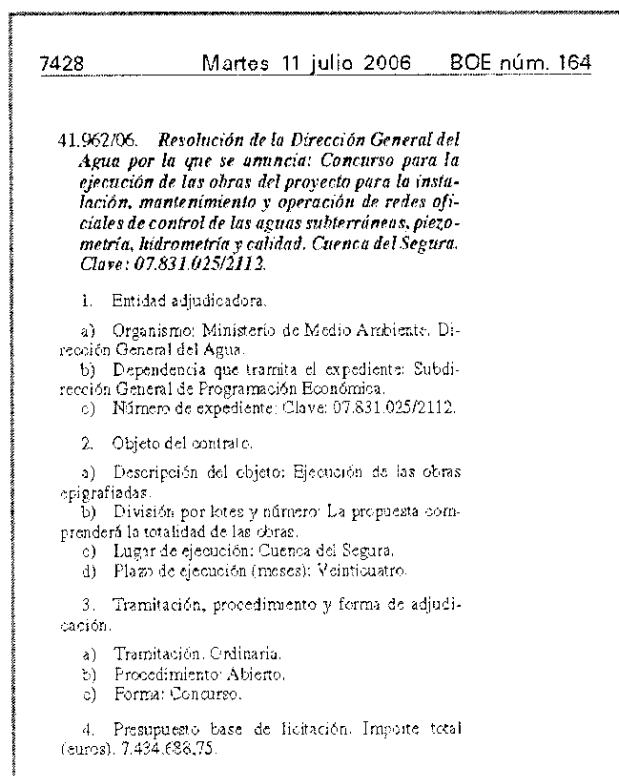 7428 Martes 11 julio 2006 BOE núm. 164
41.962/06. Resolución de la Dirección General del
Agua por la que se anuncia: Concurso para la
ejecución de las obras del proyecto para la insta-
lación, mantenimiento y operación de redes ofi-
ciales de control de las aguas subterráneas, piezo-
metría, hidrometría y calidad. Cuenca del Segura.
Clave: 07.831.025/2112.
1. Entidad adjudicadora.
a) Organismo: Ministerio de Medio Ambiente. Di-
rección General del Agua.
b) Dependencia que tramita el expediente: Subdi-
rección General de Programación Económica.
c) Número de expediente: Clave: 07.831.025/2112.
2. Objeto del contrato.
a) Descripción del objeto: Ejecución de las obras
epigrafiadas.
b) División por lotes y número: La propuesta com-
prenderá la totalidad de las obras.
c) Lugar de ejecución: Cuenca del Segura.
d) Plazo de ejecución (meses): Veinticuatro.
3. Tramitación, procedimiento y forma de adjudi-
cación.
a) Tramitación. Ordinaria.
b) Procedimiento: Abierto.
c) Forma: Concurso.
4. Presupuesto base de licitación. Importe total
(euros). 7.434.688,75.